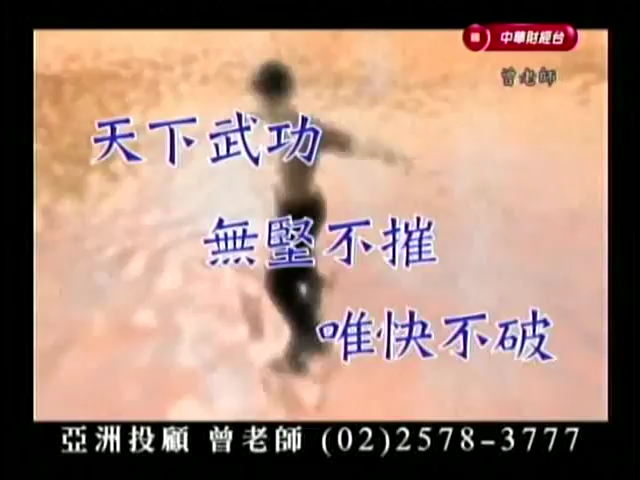 中華財經台
曾老師
天下武功
無堅不摧
唯快不破
亞洲投顧 曾老師 (02)2578-3777